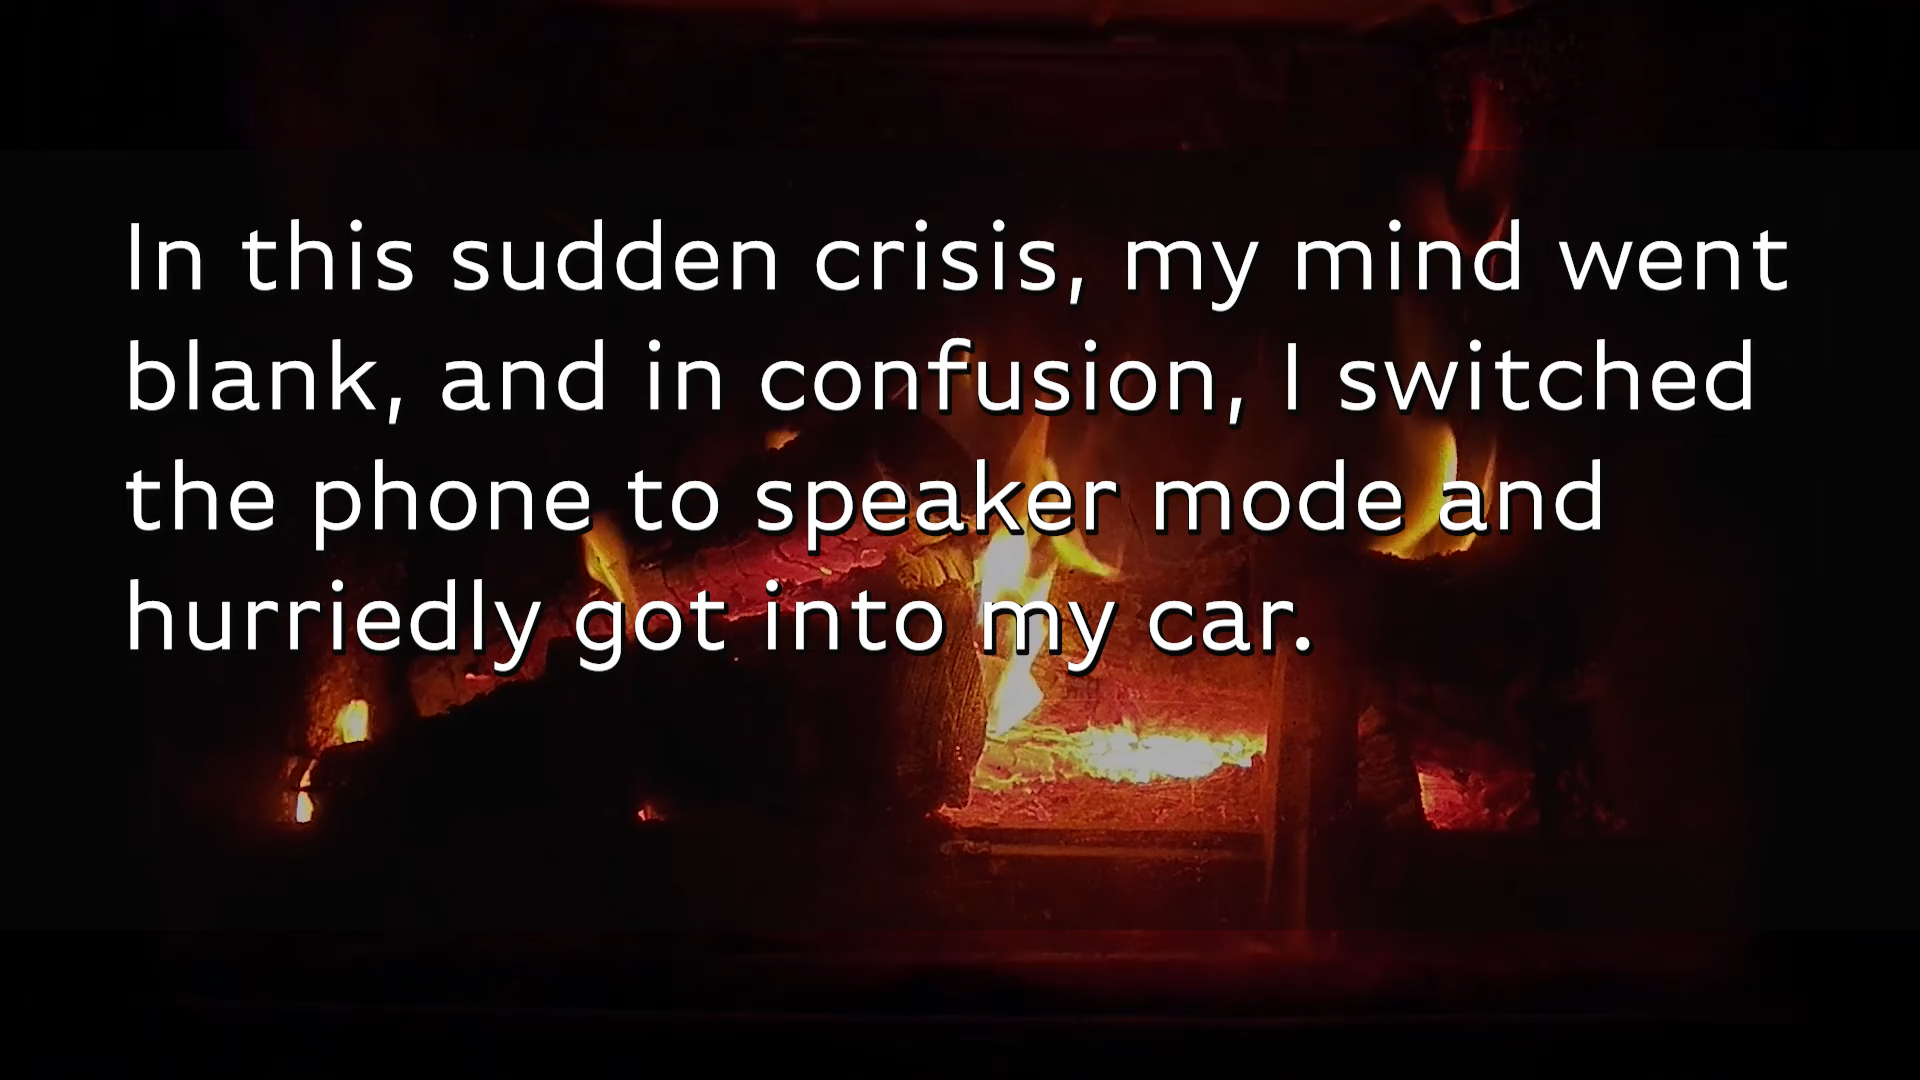 In this sudden crisis, my mind went
blank, and in confusion, I switched
the phone to speaker mode and
hurriedly got into my car.